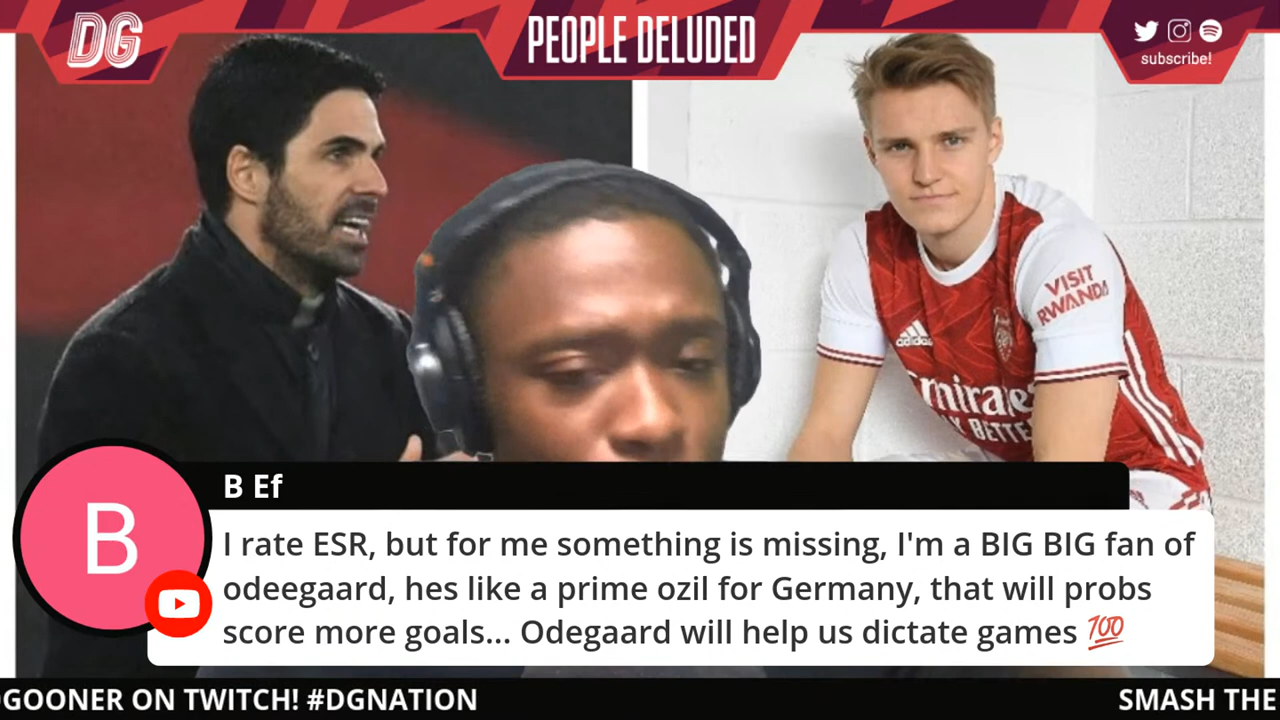 DG
PEOPLE DELUDED
subscribe!
VISIT
RWANDA
adidas
Emirates
BETTER
B Ef
B
I rate ESR, but for me something is missing, I'm a BIG BIG fan of
odeegaard, hes like a prime ozil for Germany, that will probs
score more goals... Odegaard will help us dictate games 💯
GOONER ON TWITCH! #DGNATION
SMASH THE